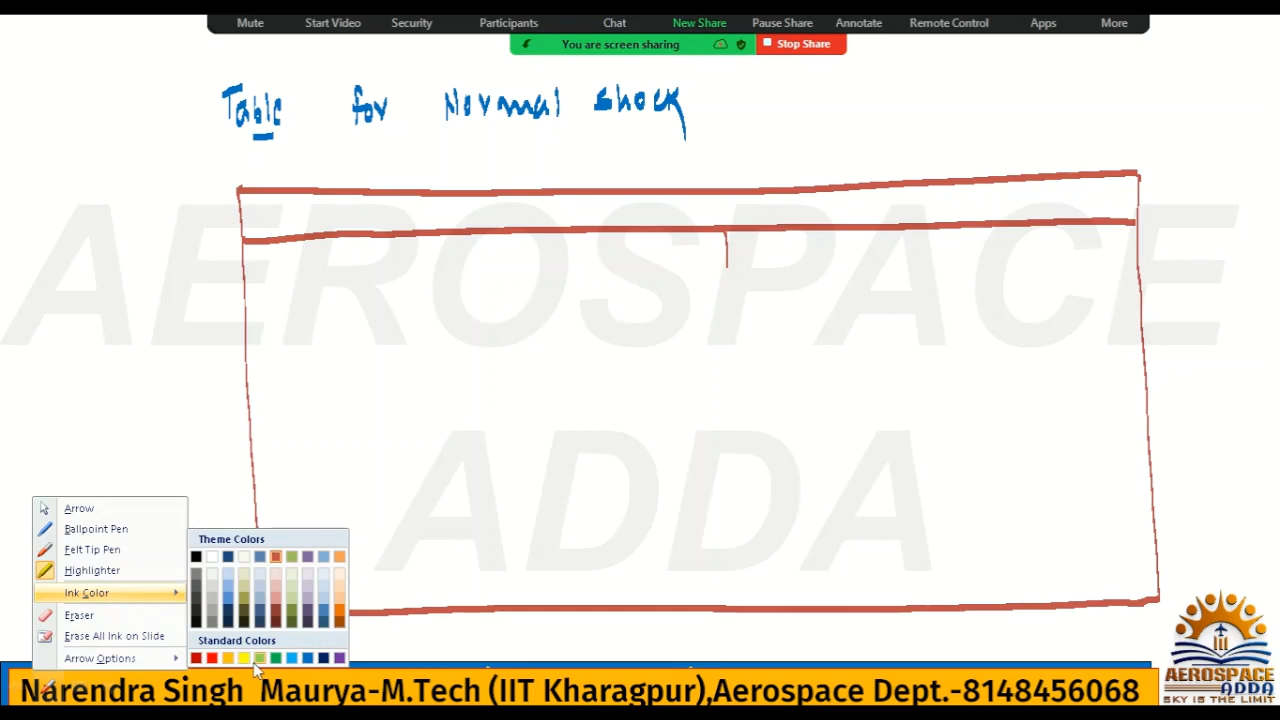 Mute Start Video Security Participants Chat New Share Pause Share Annotate Remote Control Apps More
You are screen sharing Stop Share
Table for Normal shock
AEROSPACE
ADDA
Arrow
Ballpoint Pen
Felt Tip Pen
Highlighter
Ink Color
Eraser
Erase All Ink on Slide
Arrow Options
Theme Colors
Standard Colors
Narendra Singh Maurya-M.Tech (IIT Kharagpur),Aerospace Dept.-8148456068
AEROSPACE
ADDA
SKY IS THE LIMIT